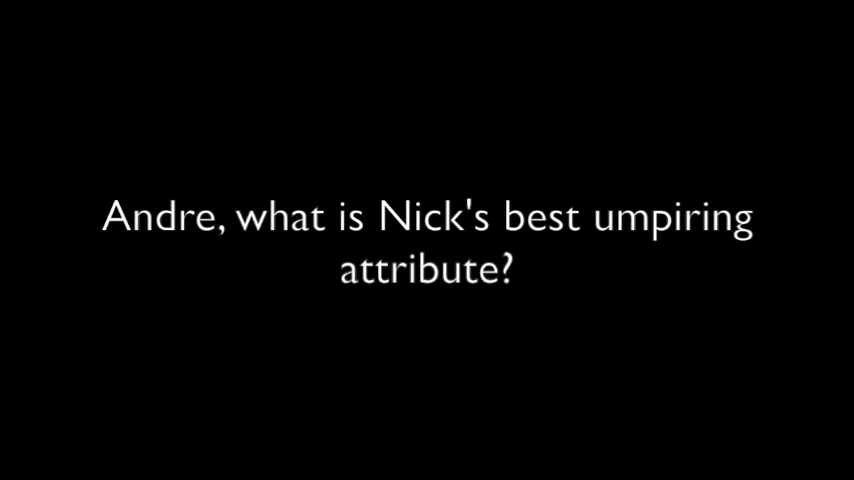 Andre, what is Nick's best umpiring
attribute?